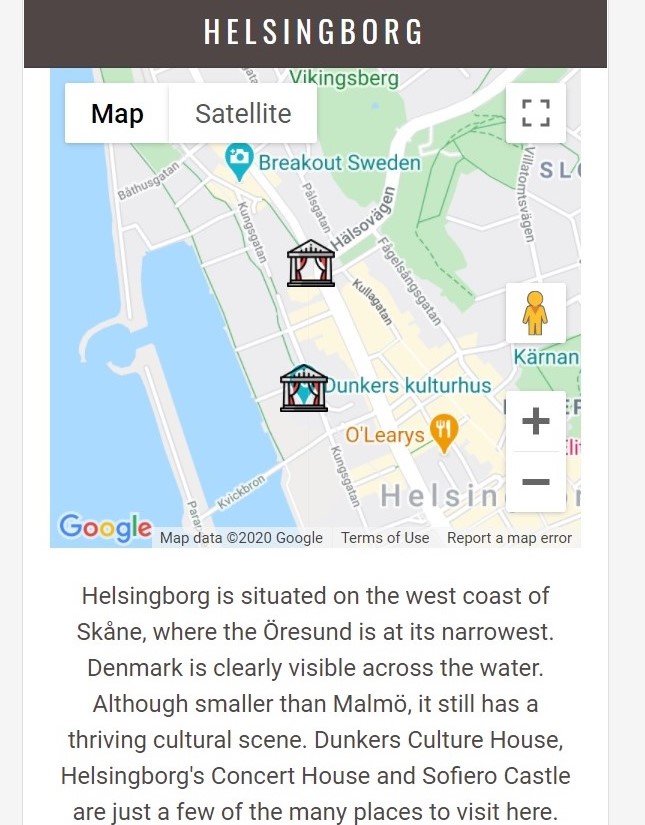 HELSINGBORG
Vikingsberg
Map
Satellite
Breakout Sweden
Båthusgatan
Villatomtsvägen
Pålsgatan
Kungsgatan
Hälsovägen
Fågelsångsgatan
Kullagatan
Kärnan
Dunkers kulturhus
O'Learys
Kungsgatan
Kvickbron
Helsin
Google
Map data ©2020 Google
Terms of Use
Report a map error
Helsingborg is situated on the west coast of
Skåne, where the Öresund is at its narrowest.
Denmark is clearly visible across the water.
Although smaller than Malmö, it still has a
thriving cultural scene. Dunkers Culture House,
Helsingborg's Concert House and Sofiero Castle
are just a few of the many places to visit here.